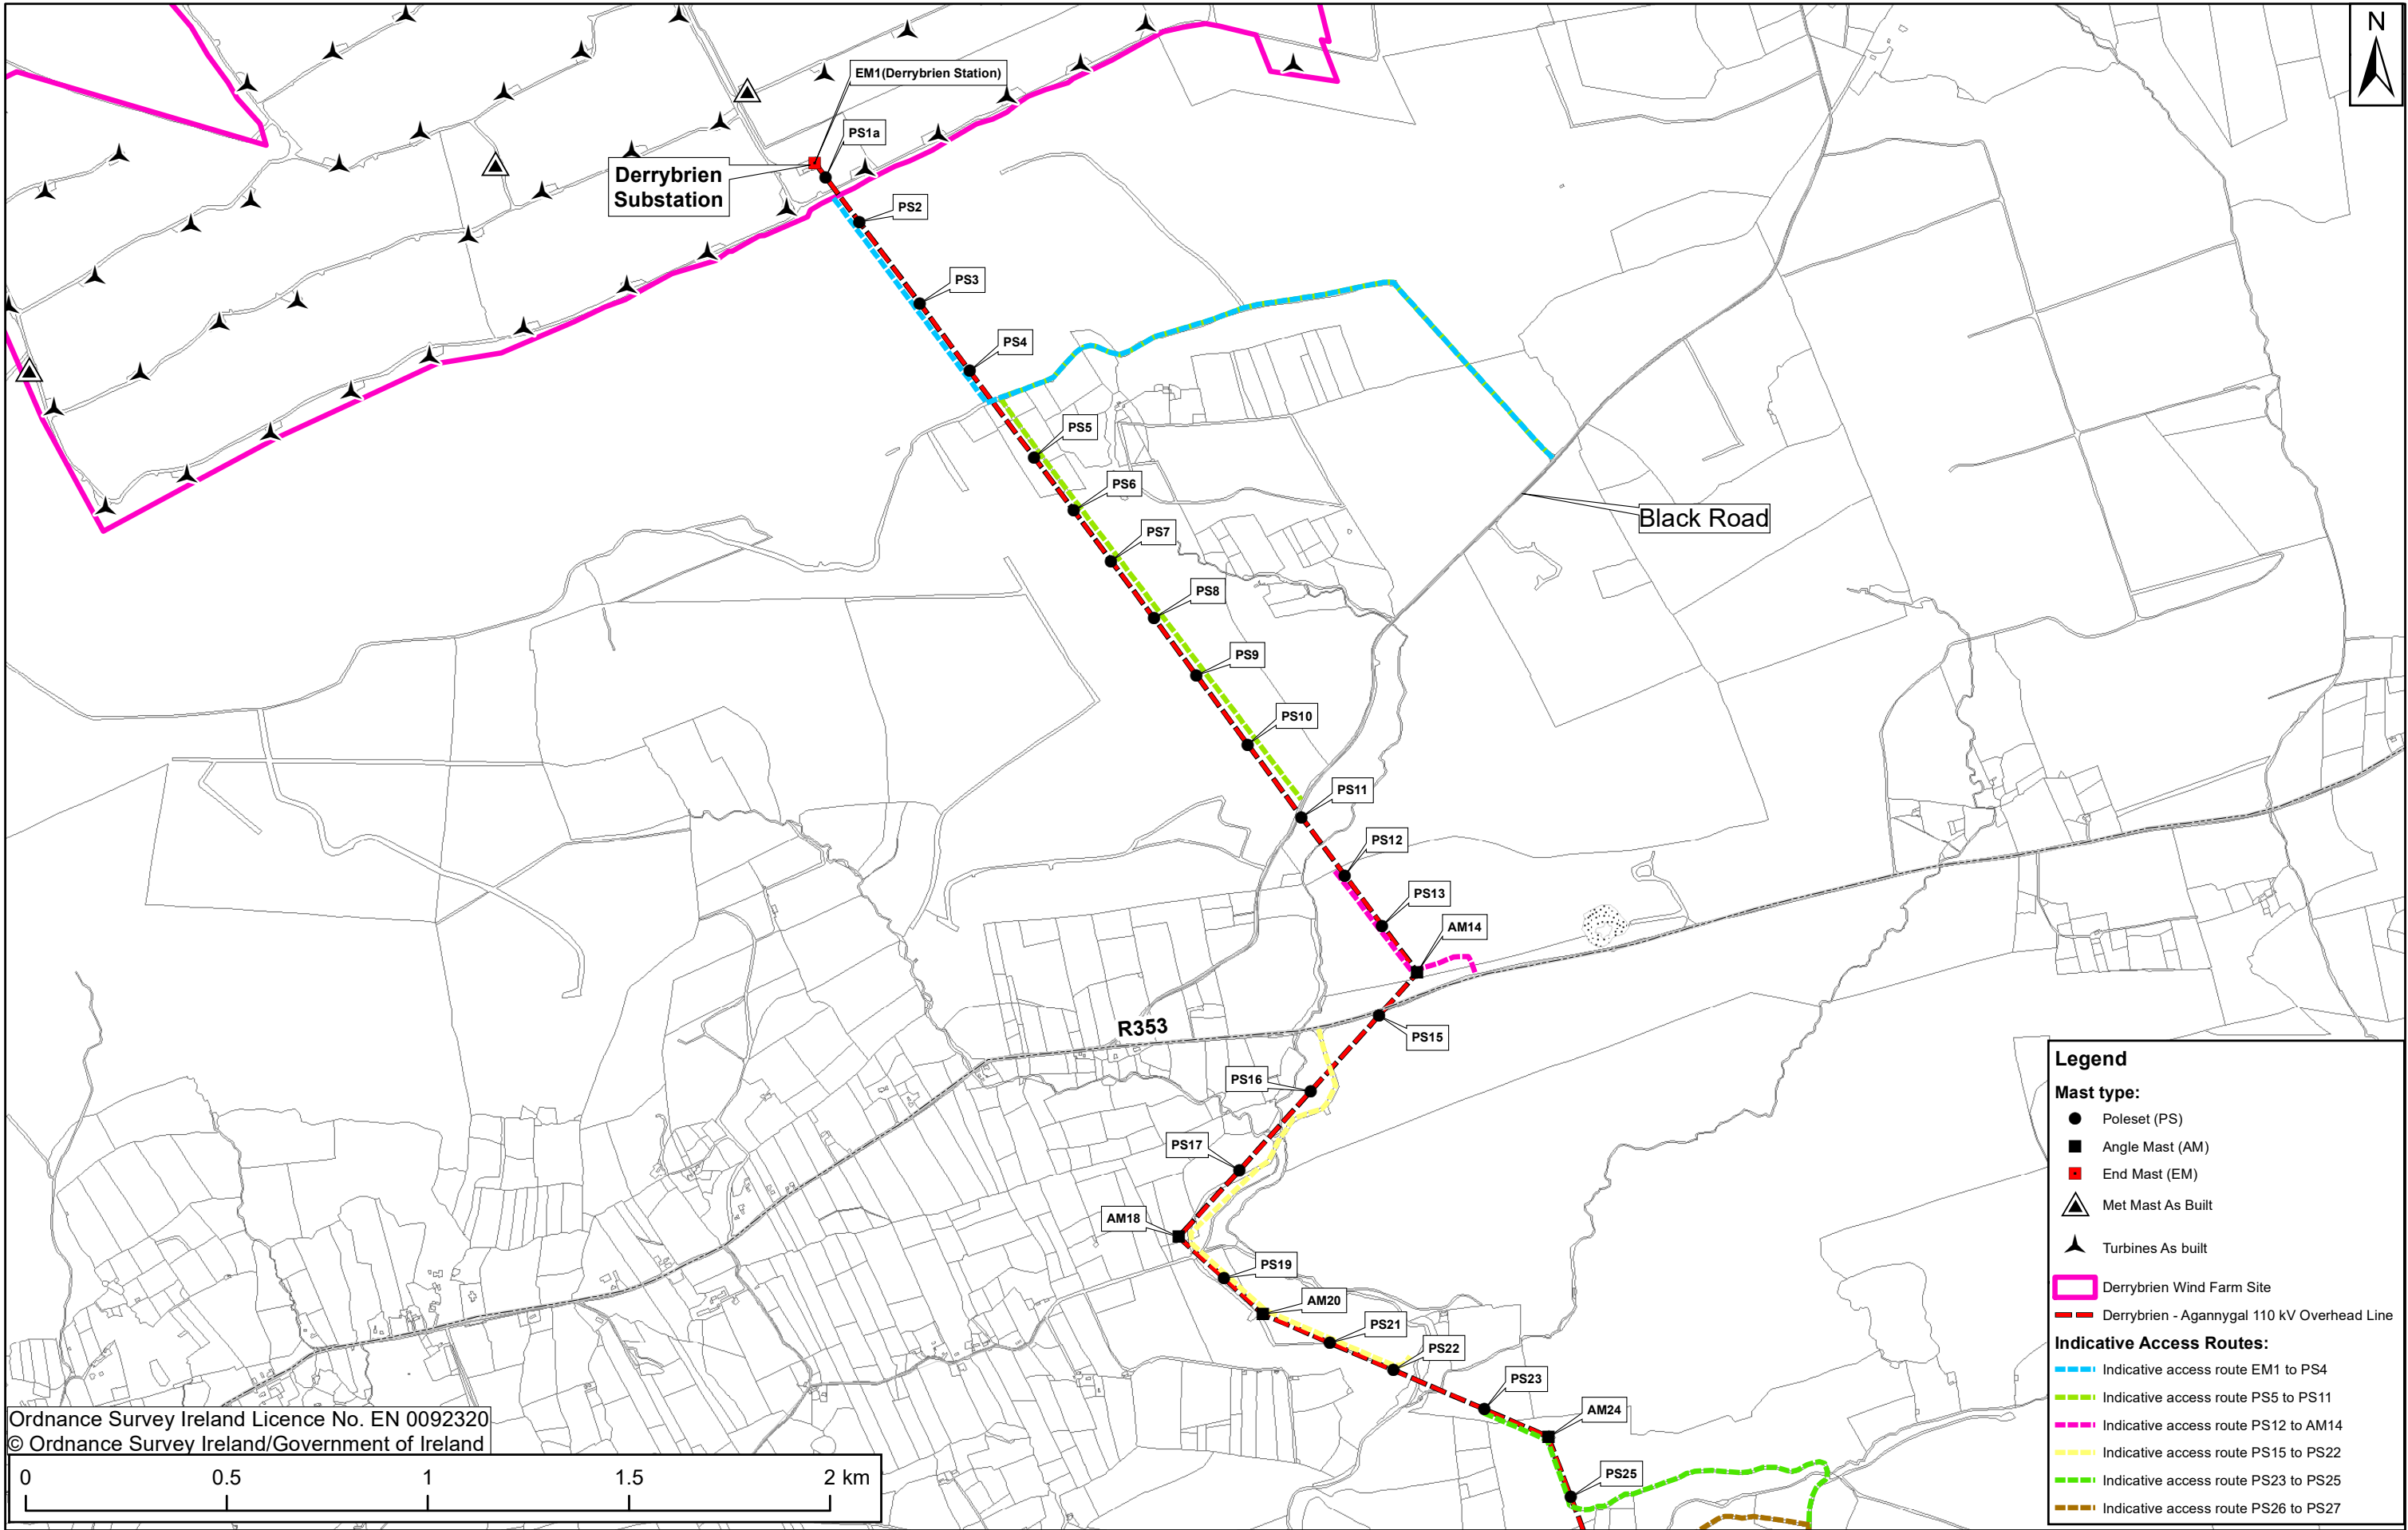 N
EM1(Derrybrien Station)
PS1a
Derrybrien
Substation
PS2
PS3
PS4
PS5
PS6
Black Road
PS7
PS8
PS9
PS10
PS11
PS12
PS13
AM14
R353
PS15
PS16
PS17
AM18
PS19
AM20
PS21
PS22
PS23
AM24
PS25
Legend
Mast type:
Poleset (PS)
Angle Mast (AM)
End Mast (EM)
Met Mast As Built
Turbines As built
Derrybrien Wind Farm Site
Derrybrien - Agannygal 110 kV Overhead Line
Indicative Access Routes:
Indicative access route EM1 to PS4
Indicative access route PS5 to PS11
Indicative access route PS12 to AM14
Indicative access route PS15 to PS22
Indicative access route PS23 to PS25
Indicative access route PS26 to PS27
Ordnance Survey Ireland Licence No. EN 0092320
© Ordnance Survey Ireland/Government of Ireland
0 0.5 1 1.5 2 km